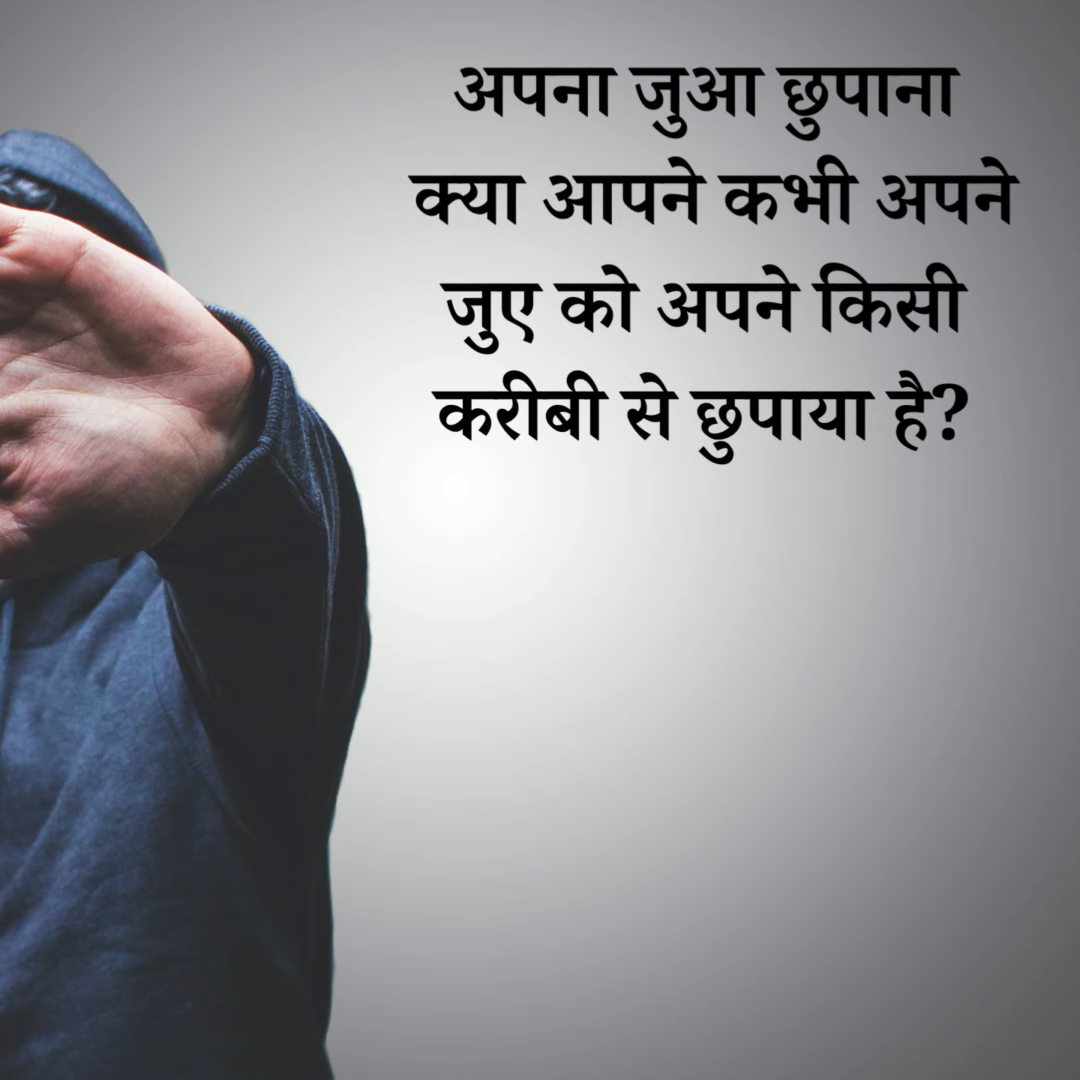 अपना जुआ छुपाना
क्या आपने कभी अपने
जुए को अपने किसी
करीबी से छुपाया है?